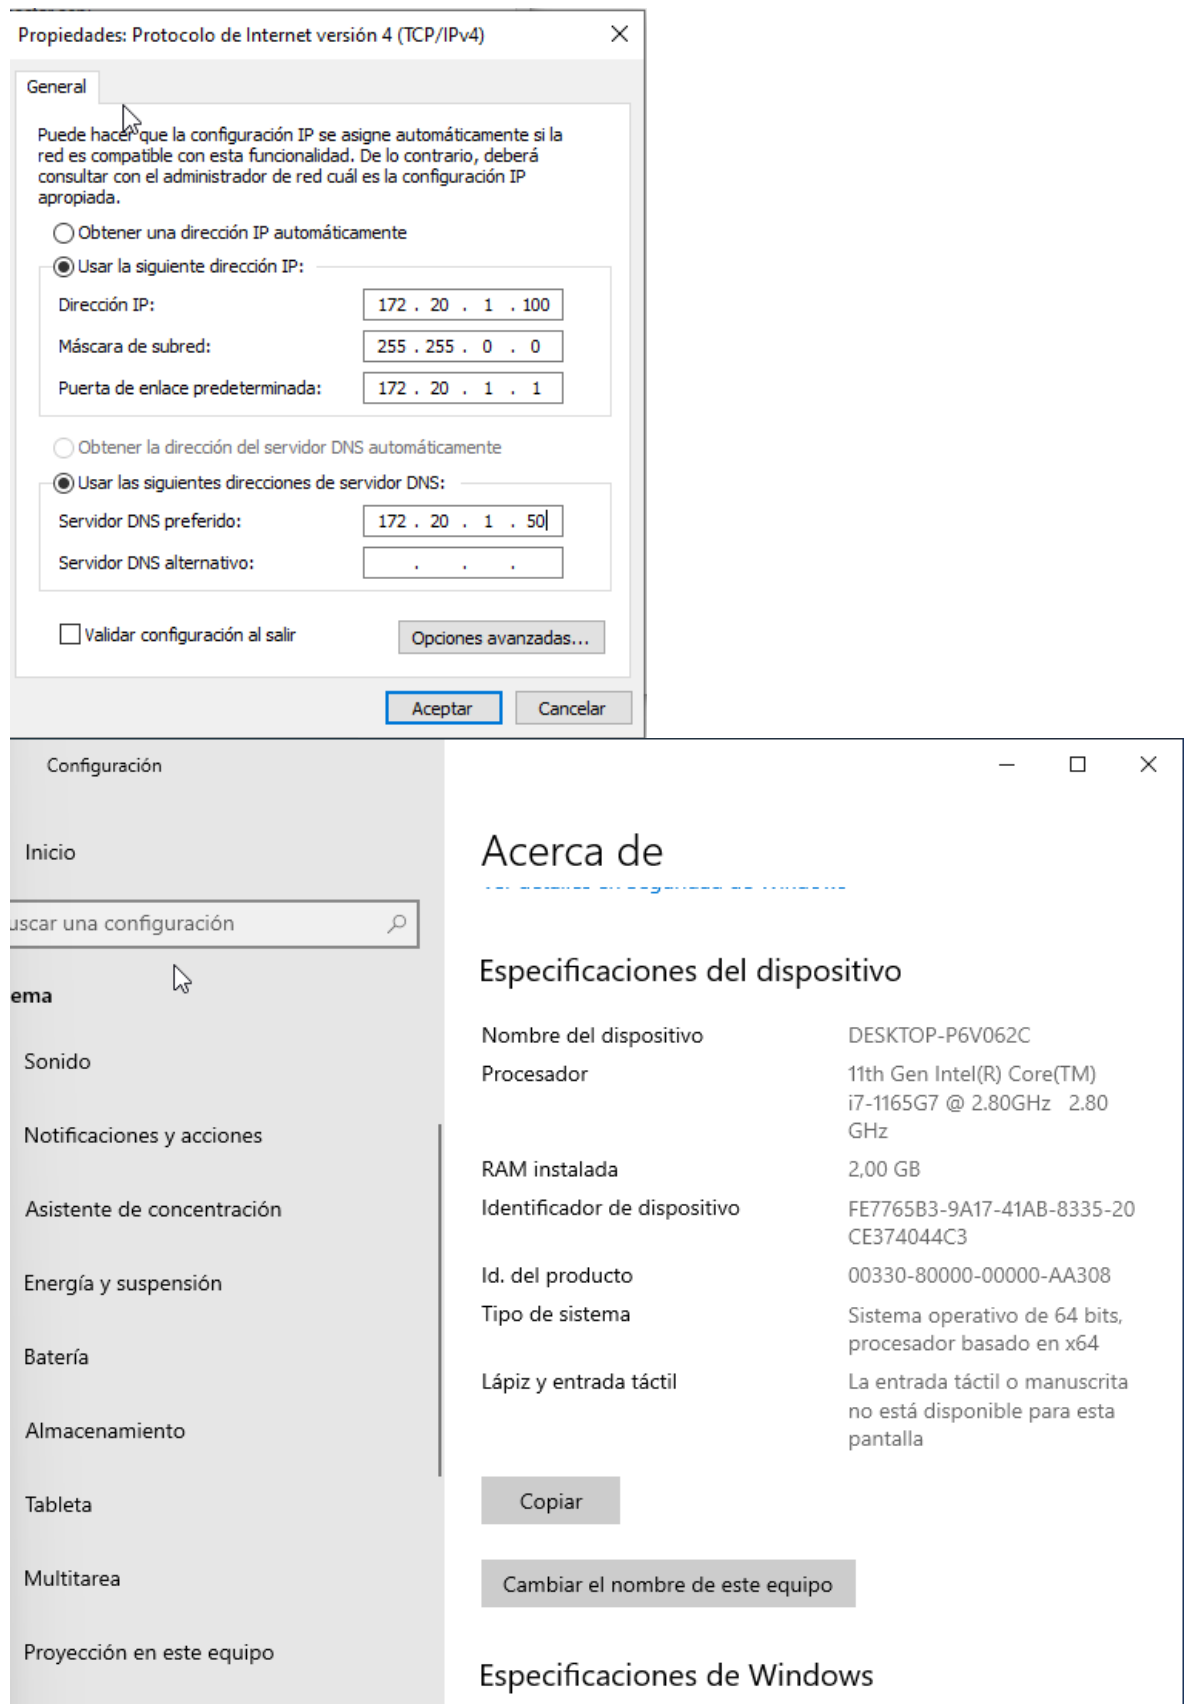 Propiedades: Protocolo de Internet versión 4 (TCP/IPv4)
General
Puede hacer que la configuración IP se asigne automáticamente si la
red es compatible con esta funcionalidad. De lo contrario, deberá
consultar con el administrador de red cuál es la configuración IP
apropiada.
Obtener una dirección IP automáticamente
Usar la siguiente dirección IP:
Dirección IP: 172 . 20 . 1 . 100
Máscara de subred: 255 . 255 . 0 . 0
Puerta de enlace predeterminada: 172 . 20 . 1 . 1
Obtener la dirección del servidor DNS automáticamente
Usar las siguientes direcciones de servidor DNS:
Servidor DNS preferido: 172 . 20 . 1 . 50
Servidor DNS alternativo: . . .
Validar configuración al salir
Opciones avanzadas...
Aceptar Cancelar
Configuración
Inicio
uscar una configuración
ema
Sonido
Notificaciones y acciones
Asistente de concentración
Energía y suspensión
Batería
Almacenamiento
Tableta
Multitarea
Proyección en este equipo
Acerca de
Especificaciones del dispositivo
Nombre del dispositivo DESKTOP-P6V062C
Procesador 11th Gen Intel(R) Core(TM)
i7-1165G7 @ 2.80GHz 2.80
GHz
RAM instalada 2,00 GB
Identificador de dispositivo FE7765B3-9A17-41AB-8335-20
CE374044C3
Id. del producto 00330-80000-00000-AA308
Tipo de sistema Sistema operativo de 64 bits,
procesador basado en x64
Lápiz y entrada táctil La entrada táctil o manuscrita
no está disponible para esta
pantalla
Copiar
Cambiar el nombre de este equipo
Especificaciones de Windows